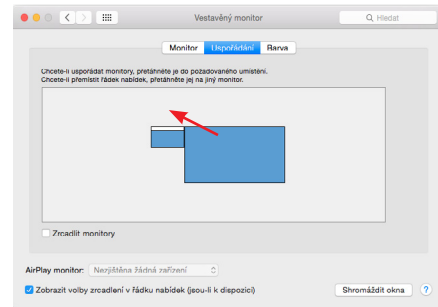 Vestavěný monitor
Hledat
Monitor Uspořádání Barva
Chcete-li uspořádat monitory, přetáhněte je do požadovaného umístění.
Chcete-li přemístit řádek nabídek, přetáhněte jej na jiný monitor.
Zrcadlit monitory
AirPlay monitor: Nezjištěna žádná zařízení
Zobrazit volby zrcadlení v řádku nabídek (jsou-li k dispozici)
Shromáždit okna ?